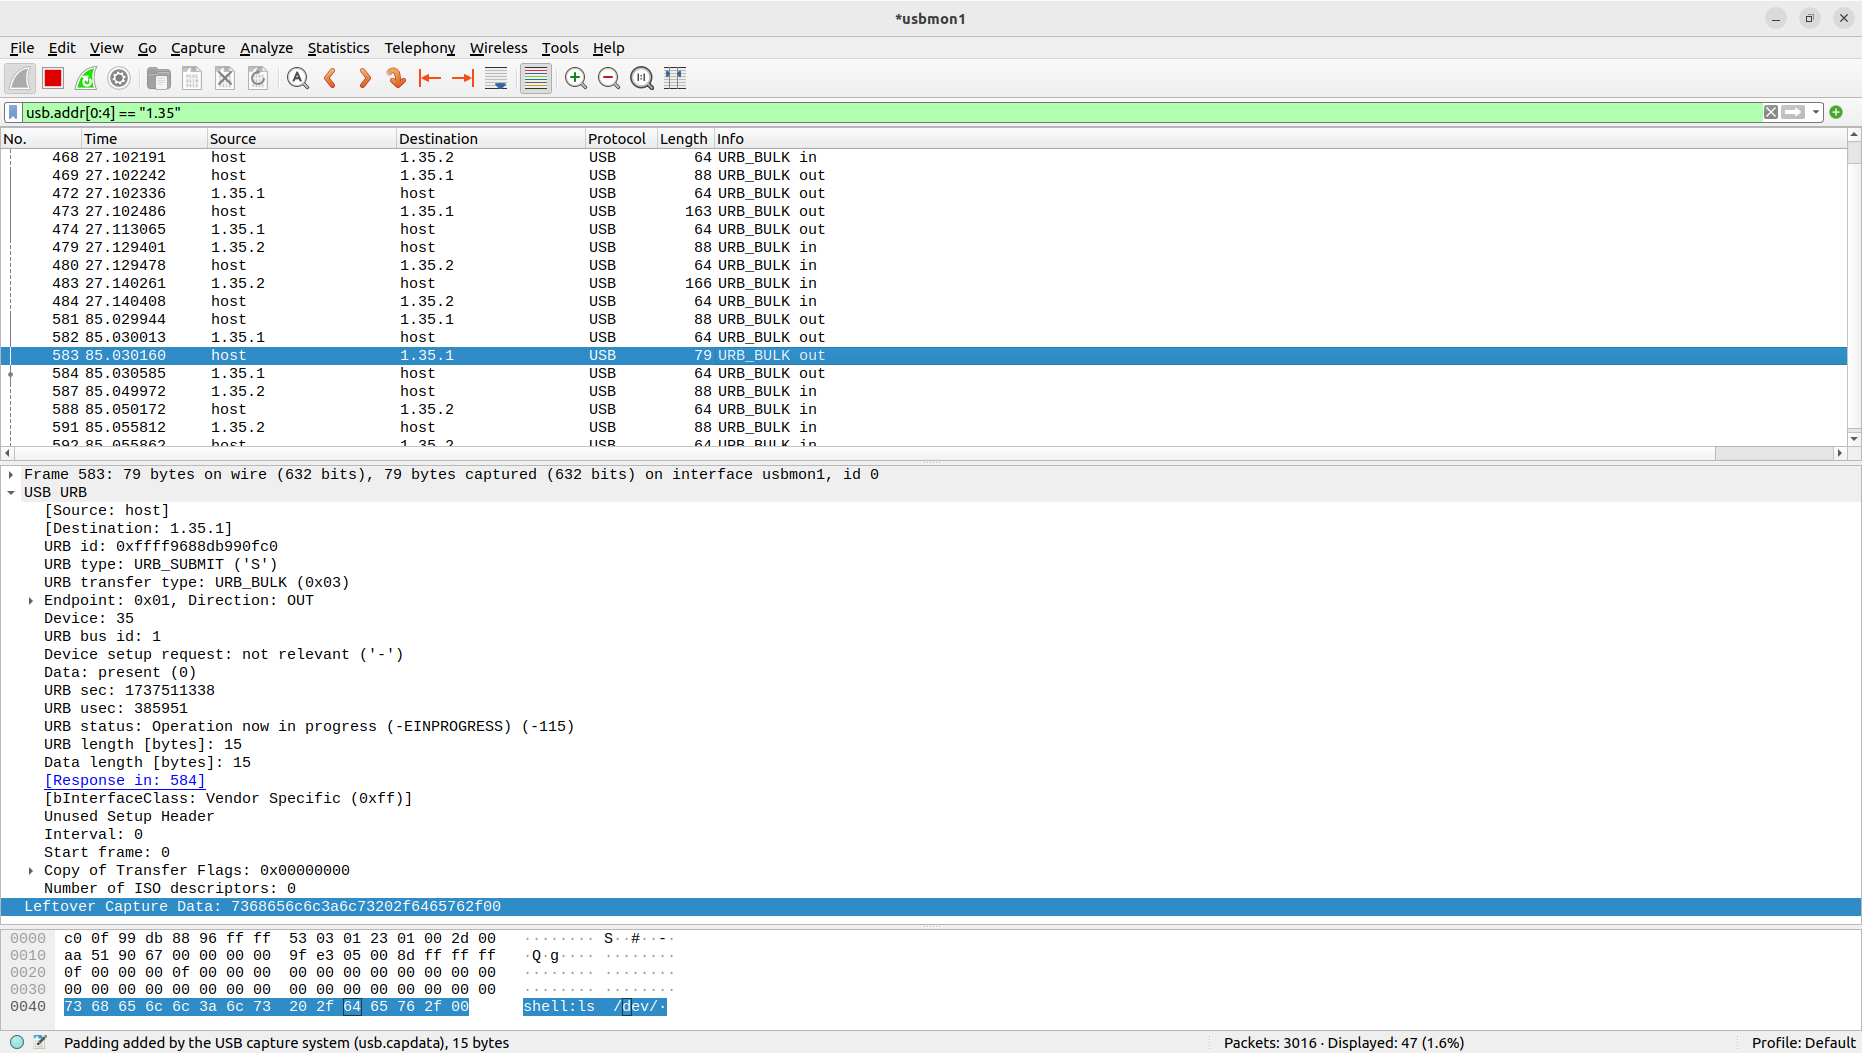 *usbmon1
File Edit View Go Capture Analyze Statistics Telephony Wireless Tools Help
usb.addr[0:4] == "1.35"
No. Time Source Destination Protocol Length Info
468 27.102191 host 1.35.2 USB 64 URB_BULK in
469 27.102242 host 1.35.1 USB 88 URB_BULK out
472 27.102336 1.35.1 host USB 64 URB_BULK out
473 27.102486 host 1.35.1 USB 163 URB_BULK out
474 27.113065 1.35.1 host USB 64 URB_BULK out
479 27.129401 1.35.2 host USB 88 URB_BULK in
480 27.129478 host 1.35.2 USB 64 URB_BULK in
483 27.140261 1.35.2 host USB 166 URB_BULK in
484 27.140408 host 1.35.2 USB 64 URB_BULK in
581 85.029944 host 1.35.1 USB 88 URB_BULK out
582 85.030013 1.35.1 host USB 64 URB_BULK out
583 85.030160 host 1.35.1 USB 79 URB_BULK out
584 85.030585 1.35.1 host USB 64 URB_BULK out
587 85.049972 1.35.2 host USB 88 URB_BULK in
588 85.050172 host 1.35.2 USB 64 URB_BULK in
591 85.055812 1.35.2 host USB 88 URB_BULK in
592 85.055862 host 1.35.2 USB 64 URB_BULK in
Frame 583: 79 bytes on wire (632 bits), 79 bytes captured (632 bits) on interface usbmon1, id 0
USB URB
[Source: host]
[Destination: 1.35.1]
URB id: 0xffff9688db990fc0
URB type: URB_SUBMIT ('S')
URB transfer type: URB_BULK (0x03)
Endpoint: 0x01, Direction: OUT
Device: 35
URB bus id: 1
Device setup request: not relevant ('-')
Data: present (0)
URB sec: 1737511338
URB usec: 385951
URB status: Operation now in progress (-EINPROGRESS) (-115)
URB length [bytes]: 15
Data length [bytes]: 15
[Response in: 584]
[bInterfaceClass: Vendor Specific (0xff)]
Unused Setup Header
Interval: 0
Start frame: 0
Copy of Transfer Flags: 0x00000000
Number of ISO descriptors: 0
Leftover Capture Data: 7368656c6c3a6c73202f6465762f00
0000 c0 0f 99 db 88 96 ff ff 53 03 01 23 01 00 2d 00 ········ S··#··-·
0010 aa 51 90 67 00 00 00 00 9f e3 05 00 8d ff ff ff ·Q·g···· ········
0020 0f 00 00 00 0f 00 00 00 00 00 00 00 00 00 00 00 ········ ········
0030 00 00 00 00 00 00 00 00 00 00 00 00 00 00 00 00 ········ ········
0040 73 68 65 6c 6c 3a 6c 73 20 2f 64 65 76 2f 00 shell:ls /dev/·
Padding added by the USB capture system (usb.capdata), 15 bytes Packets: 3016 · Displayed: 47 (1.6%) Profile: Default